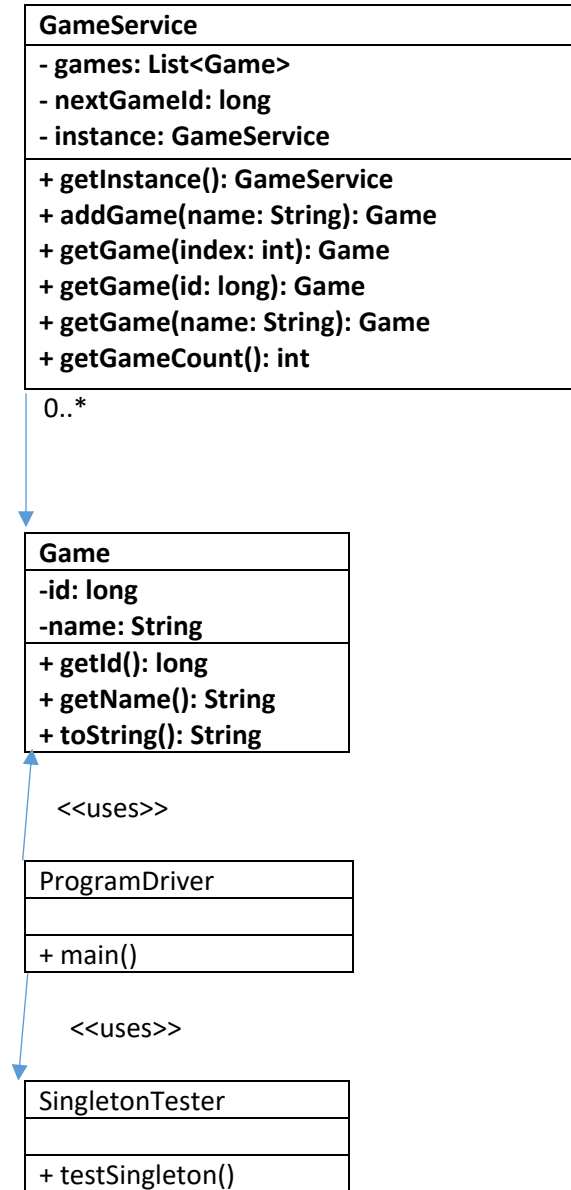 GameService
- games: List<Game>
- nextGameId: long
- instance: GameService
+ getInstance(): GameService
+ addGame(name: String): Game
+ getGame(index: int): Game
+ getGame(id: long): Game
+ getGame(name: String): Game
+ getGameCount(): int
0..*
Game
-id: long
-name: String
+ getId(): long
+ getName(): String
+ toString(): String
<<uses>>
ProgramDriver
+ main()
<<uses>>
SingletonTester
+ testSingleton()